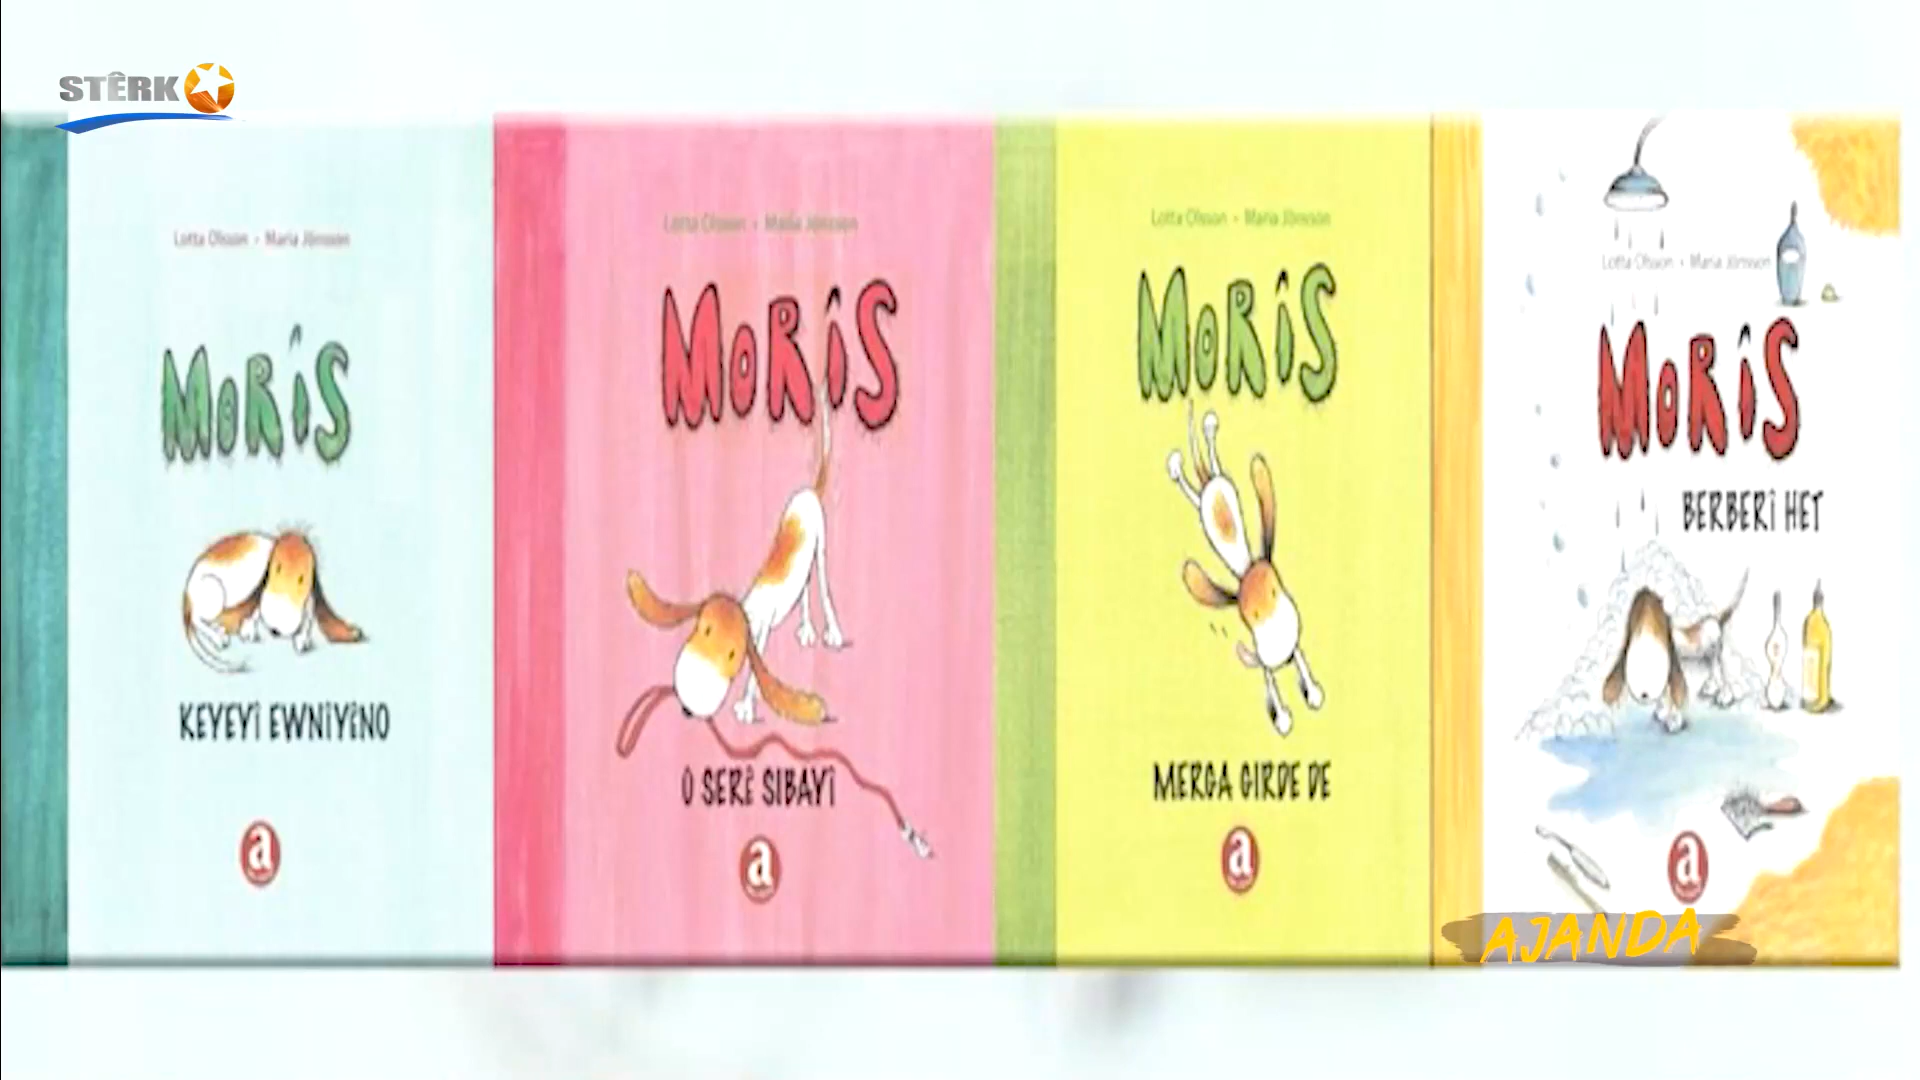 STÊRK
Lotta Olsson • Maria Jönsson
MORÎS
KEYEYÎ EWNIYÊNO
a
Lotta Olsson • Maria Jönsson
MORÎS
Û SERÊ SIBAYÎ
a
Lotta Olsson • Maria Jönsson
MORÎS
MERGA GIRDE DE
a
Lotta Olsson • Maria Jönsson
MORÎS
BERBERÎ HET
a
AJANDA